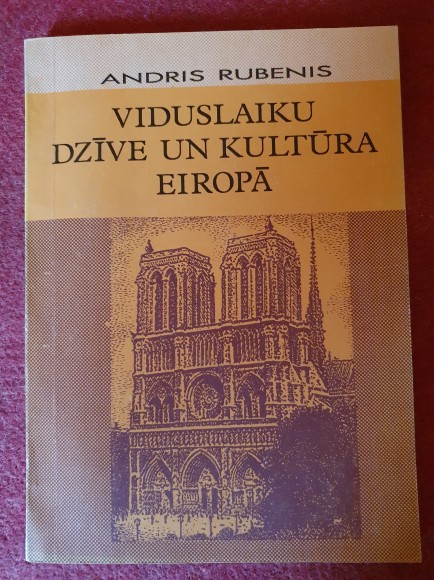 ANDRIS RUBENIS
VIDUSLAIKU
DZĪVE UN KULTŪRA
EIROPĀ